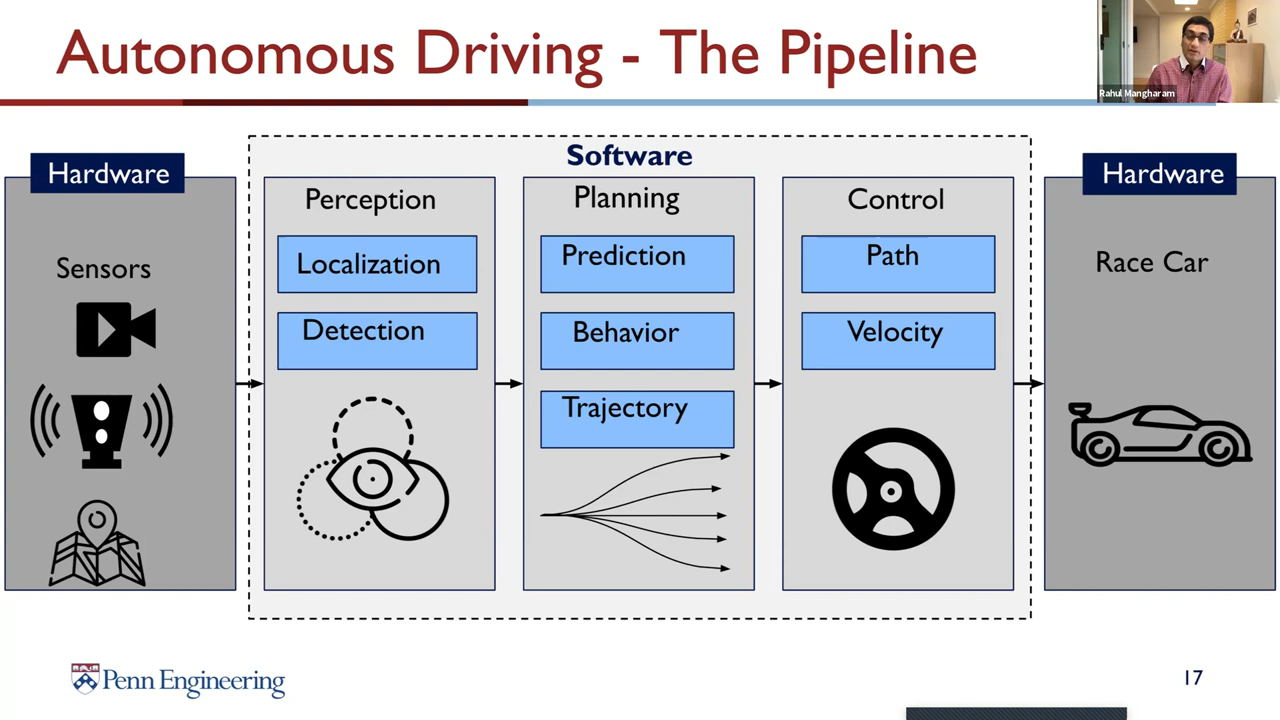 Autonomous Driving - The Pipeline
Rahul Mangharam
Hardware
Sensors
Software
Perception
Localization
Detection
Planning
Prediction
Behavior
Trajectory
Control
Path
Velocity
Hardware
Race Car
Penn Engineering
17